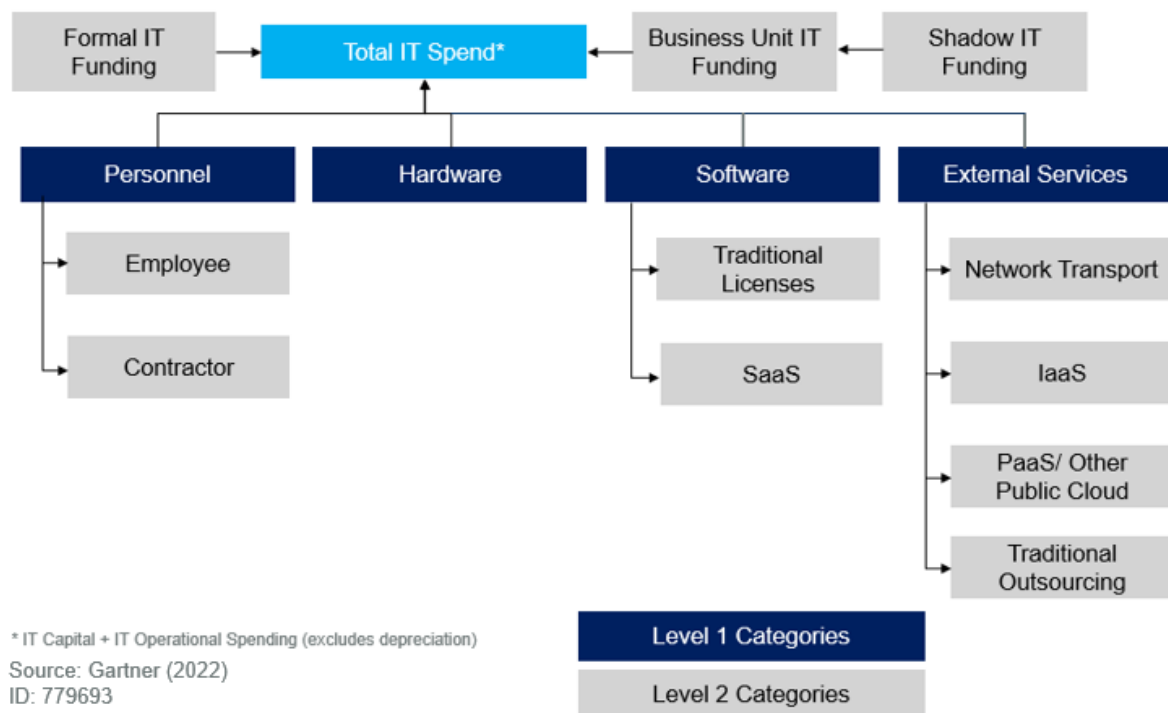 Formal IT
Funding
Total IT Spend*
Business Unit IT
Funding
Shadow IT
Funding
Personnel
Hardware
Software
External Services
Employee
Contractor
Traditional
Licenses
SaaS
Network Transport
IaaS
PaaS/ Other
Public Cloud
Traditional
Outsourcing
* IT Capital + IT Operational Spending (excludes depreciation)
Source: Gartner (2022)
ID: 779693
Level 1 Categories
Level 2 Categories